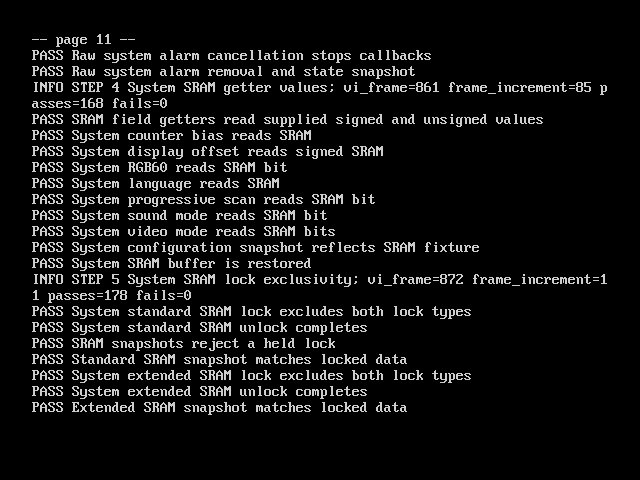 -- page 11 --
PASS Raw system alarm cancellation stops callbacks
PASS Raw system alarm removal and state snapshot
INFO STEP 4 System SRAM getter values; vi_frame=861 frame_increment=85 p
asses=168 fails=0
PASS SRAM field getters read supplied signed and unsigned values
PASS System counter bias reads SRAM
PASS System display offset reads signed SRAM
PASS System RGB60 reads SRAM bit
PASS System language reads SRAM
PASS System progressive scan reads SRAM bit
PASS System sound mode reads SRAM bit
PASS System video mode reads SRAM bits
PASS System configuration snapshot reflects SRAM fixture
PASS System SRAM buffer is restored
INFO STEP 5 System SRAM lock exclusivity; vi_frame=872 frame_increment=1
1 passes=178 fails=0
PASS System standard SRAM lock excludes both lock types
PASS System standard SRAM unlock completes
PASS SRAM snapshots reject a held lock
PASS Standard SRAM snapshot matches locked data
PASS System extended SRAM lock excludes both lock types
PASS System extended SRAM unlock completes
PASS Extended SRAM snapshot matches locked data